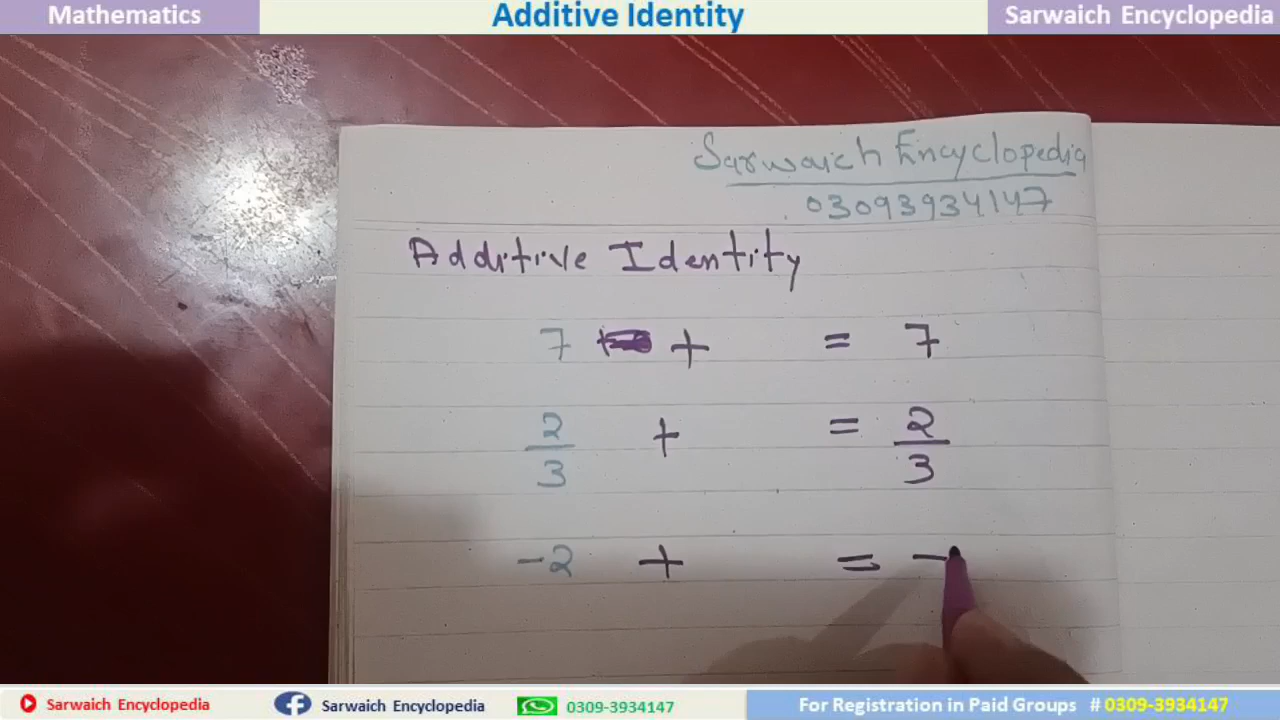 Mathematics
Additive Identity
Sarwaich Encyclopedia
Sarwaich Encyclopedia
03093934147
Additive Identity
7 + = 7
2/3 + = 2/3
-2 + = -
Sarwaich Encyclopedia
Sarwaich Encyclopedia
0309-3934147
For Registration in Paid Groups # 0309-3934147